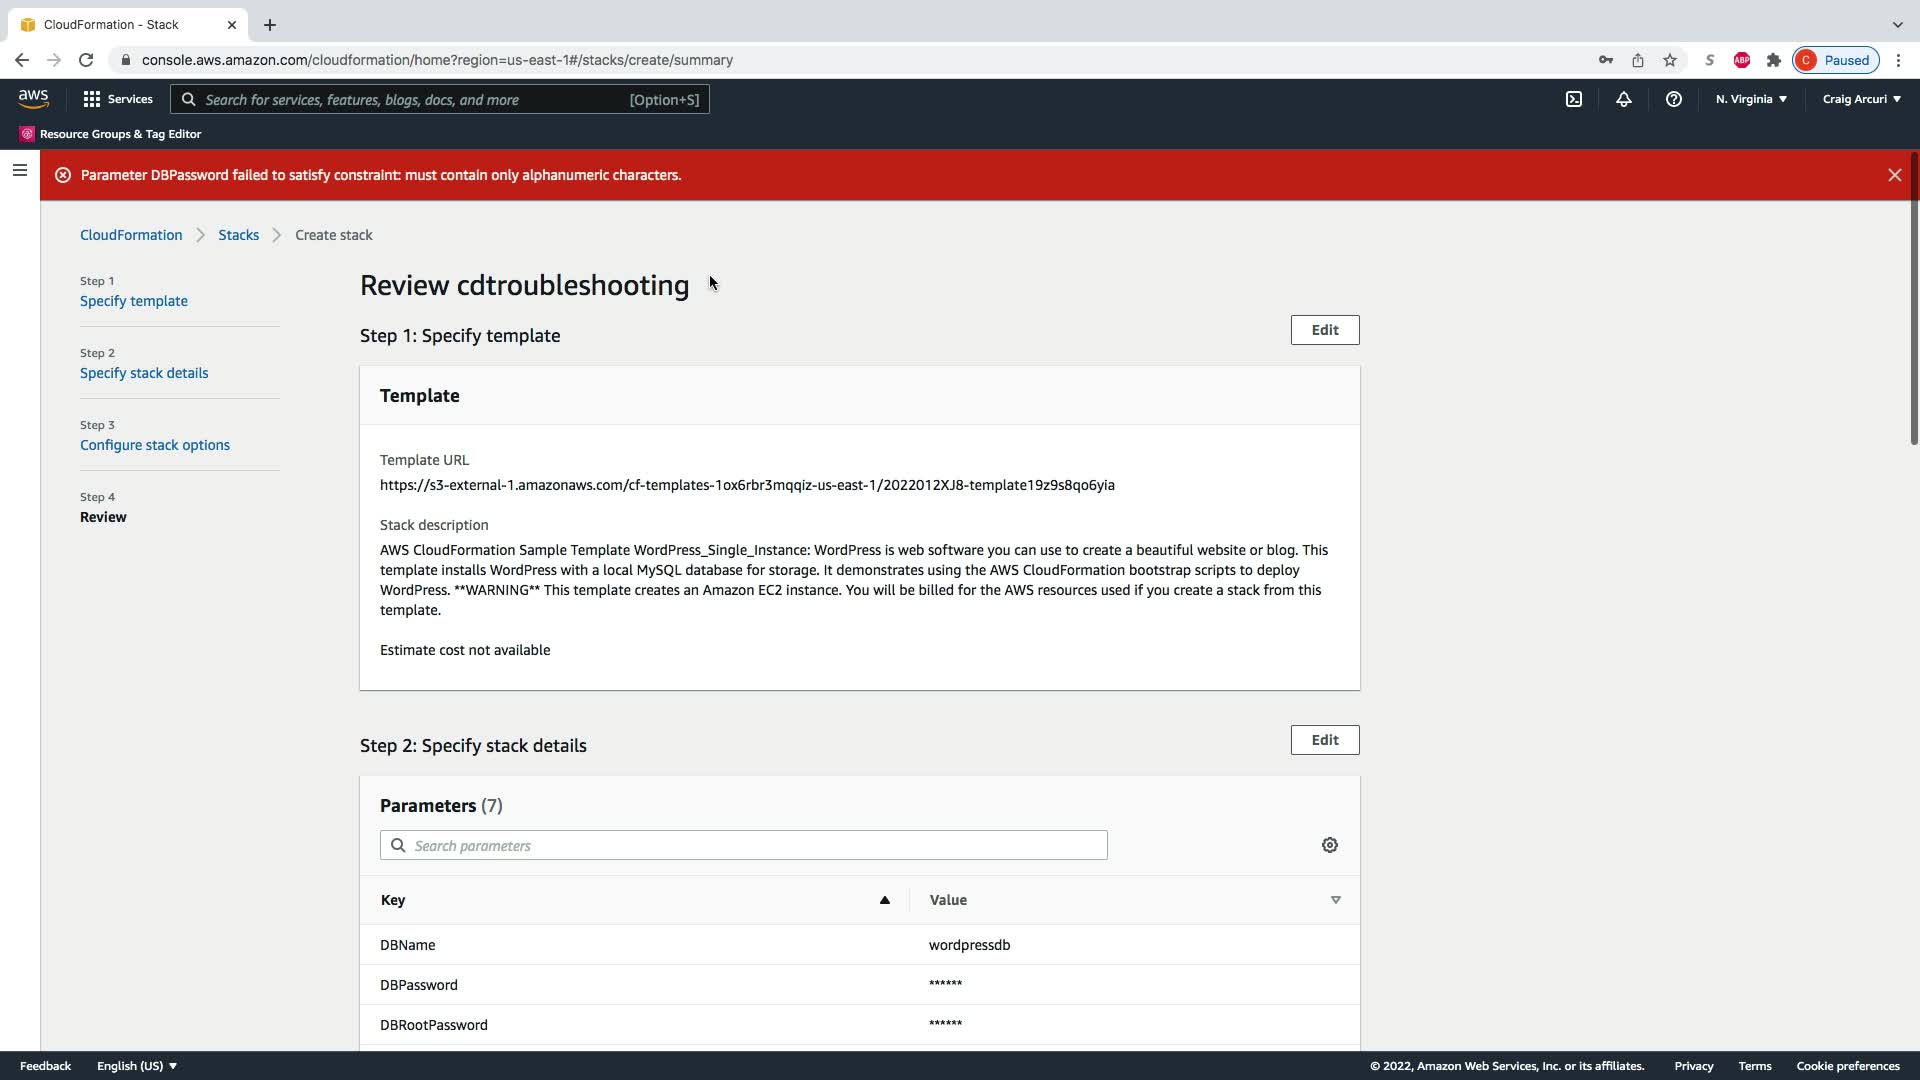 CloudFormation - Stack
console.aws.amazon.com/cloudformation/home?region=us-east-1#/stacks/create/summary
S
ABP
C
Paused
aws
Services
Search for services, features, blogs, docs, and more
[Option+S]
N. Virginia
Craig Arcuri
Resource Groups & Tag Editor
Parameter DBPassword failed to satisfy constraint: must contain only alphanumeric characters.
CloudFormation
Stacks
Create stack
Step 1
Specify template
Step 2
Specify stack details
Step 3
Configure stack options
Step 4
Review
Review cdtroubleshooting
Step 1: Specify template
Edit
Template
Template URL
https://s3-external-1.amazonaws.com/cf-templates-1ox6rbr3mqqiz-us-east-1/2022012XJ8-template19z9s8qo6yia
Stack description
AWS CloudFormation Sample Template WordPress_Single_Instance: WordPress is web software you can use to create a beautiful website or blog. This
template installs WordPress with a local MySQL database for storage. It demonstrates using the AWS CloudFormation bootstrap scripts to deploy
WordPress. **WARNING** This template creates an Amazon EC2 instance. You will be billed for the AWS resources used if you create a stack from this
template.
Estimate cost not available
Step 2: Specify stack details
Edit
Parameters (7)
Search parameters
Key
Value
DBName
wordpressdb
DBPassword
******
DBRootPassword
******
Feedback
English (US)
© 2022, Amazon Web Services, Inc. or its affiliates.
Privacy
Terms
Cookie preferences